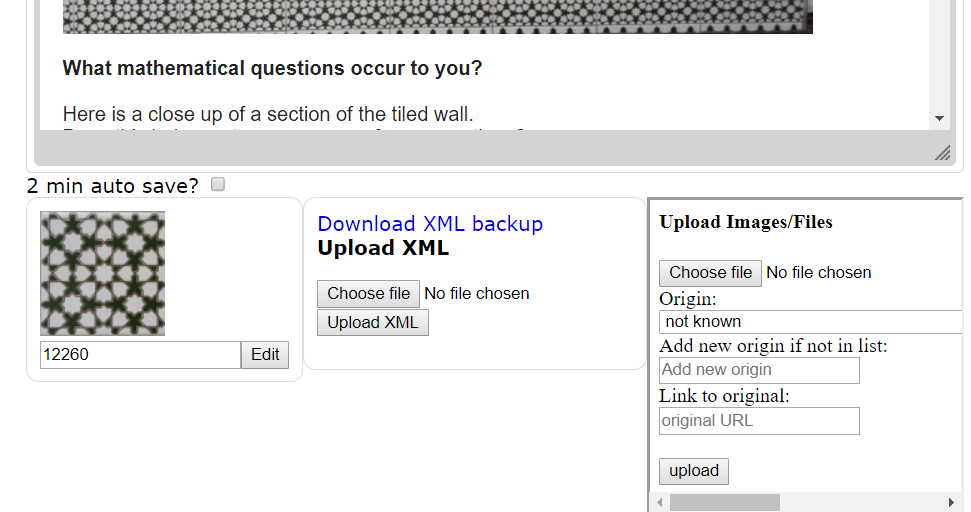 What mathematical questions occur to you?
Here is a close up of a section of the tiled wall.
2 min auto save?
12260
Edit
Download XML backup
Upload XML
Choose file No file chosen
Upload XML
Upload Images/Files
Choose file No file chosen
Origin:
not known
Add new origin if not in list:
Add new origin
Link to original:
original URL
upload